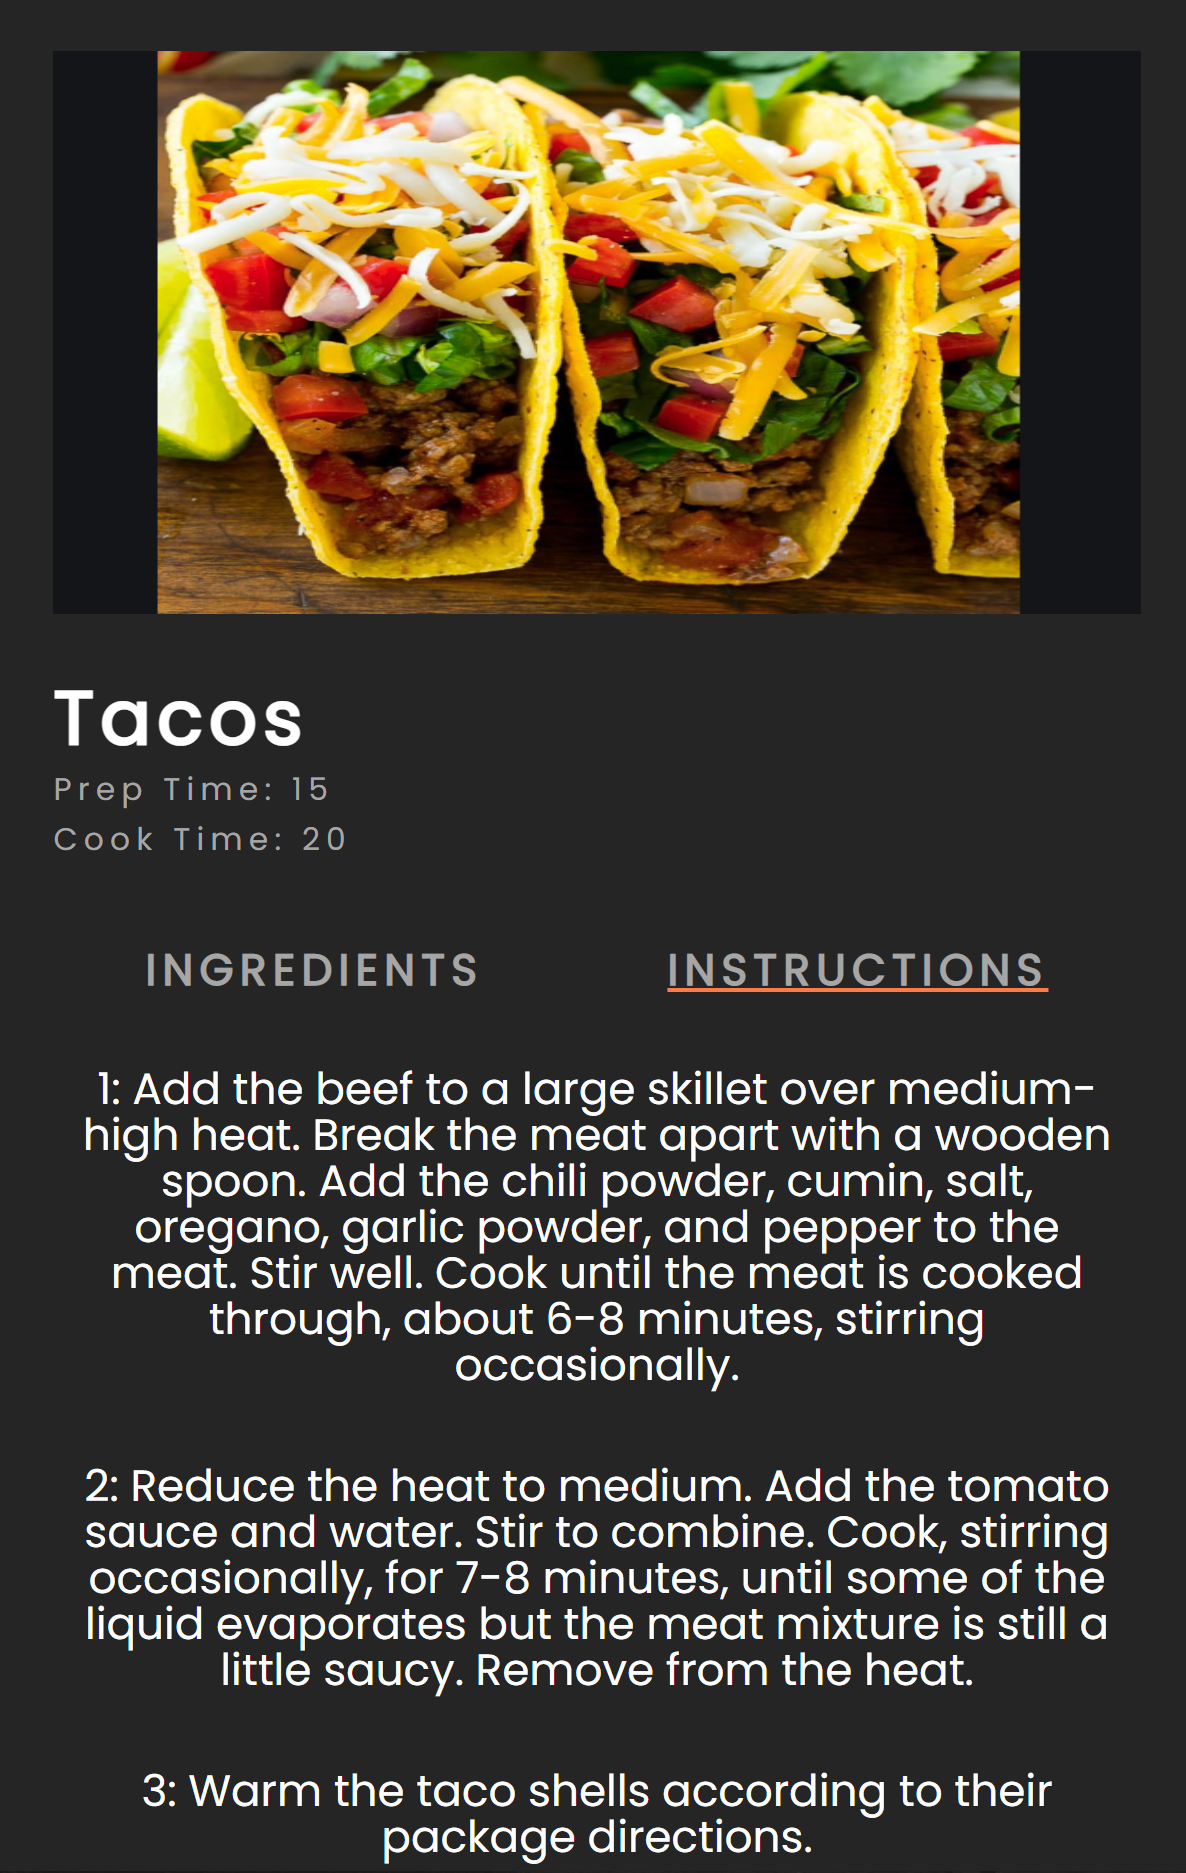 Tacos
Prep Time: 15
Cook Time: 20
INGREDIENTS
INSTRUCTIONS
1: Add the beef to a large skillet over medium-
high heat. Break the meat apart with a wooden
spoon. Add the chili powder, cumin, salt,
oregano, garlic powder, and pepper to the
meat. Stir well. Cook until the meat is cooked
through, about 6-8 minutes, stirring
occasionally.
2: Reduce the heat to medium. Add the tomato
sauce and water. Stir to combine. Cook, stirring
occasionally, for 7-8 minutes, until some of the
liquid evaporates but the meat mixture is still a
little saucy. Remove from the heat.
3: Warm the taco shells according to their
package directions.